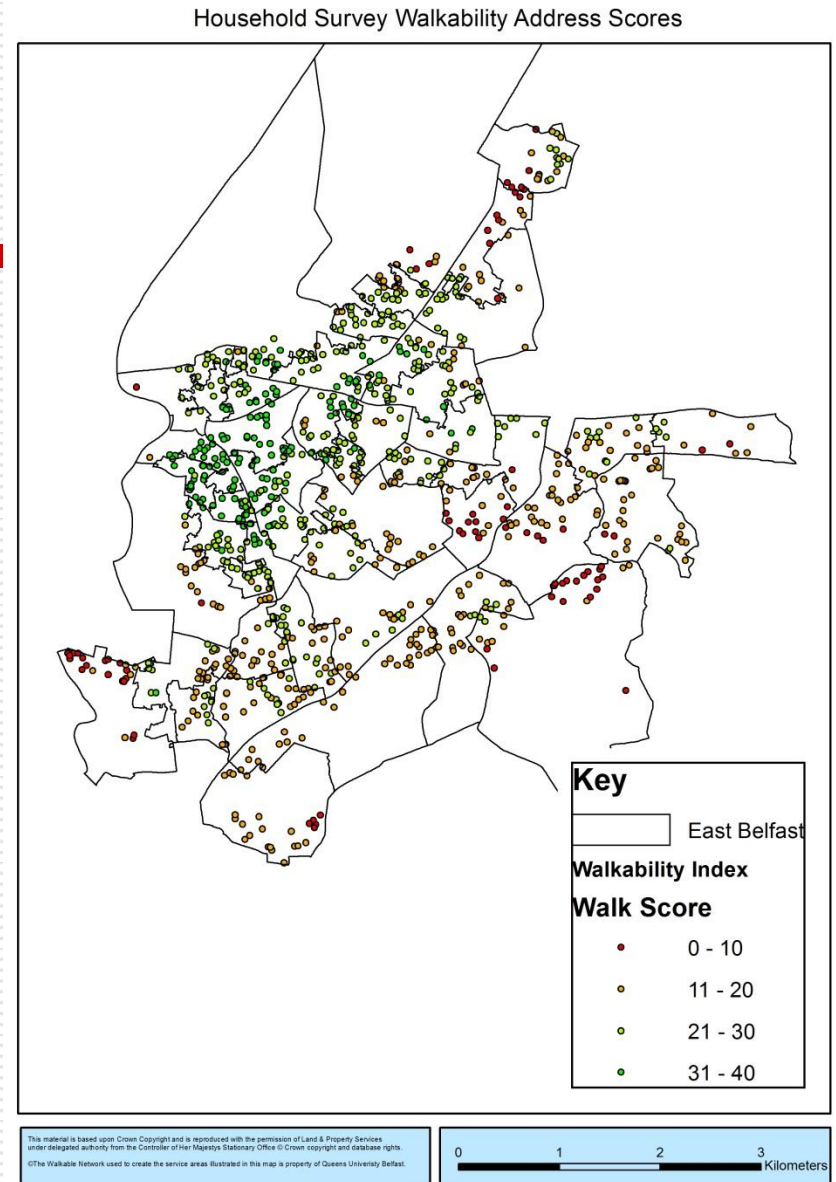 Household Survey Walkability Address Scores
Key
East Belfast
Walkability Index
Walk Score
0 - 10
11 - 20
21 - 30
31 - 40
This material is based upon Crown Copyright and is reproduced with the permission of Land & Property Services
under delegated authority from the Controller of Her Majestys Stationary Office © Crown copyright and database rights.
©The Walkable Network used to create the service areas illustrated in this map is property of Queens Univeristy Belfast.
0 1 2 3
Kilometers